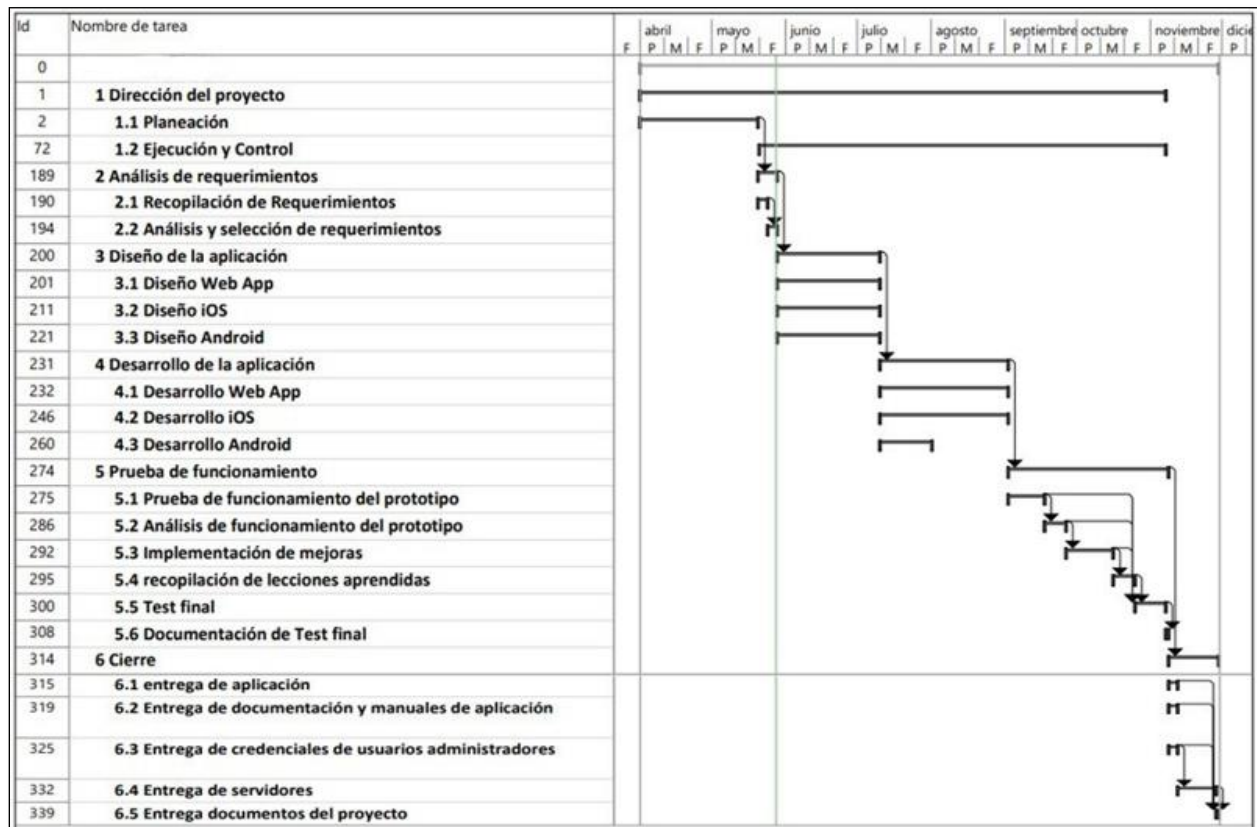 Id Nombre de tarea abril mayo junio julio agosto septiembre octubre noviembre dicie
F P M F P M F P M F P M F P M F P M F P M F P M F P
0
1 1 Dirección del proyecto
2 1.1 Planeación
72 1.2 Ejecución y Control
189 2 Análisis de requerimientos
190 2.1 Recopilación de Requerimientos
194 2.2 Análisis y selección de requerimientos
200 3 Diseño de la aplicación
201 3.1 Diseño Web App
211 3.2 Diseño iOS
221 3.3 Diseño Android
231 4 Desarrollo de la aplicación
232 4.1 Desarrollo Web App
246 4.2 Desarrollo iOS
260 4.3 Desarrollo Android
274 5 Prueba de funcionamiento
275 5.1 Prueba de funcionamiento del prototipo
286 5.2 Análisis de funcionamiento del prototipo
292 5.3 Implementación de mejoras
295 5.4 recopilación de lecciones aprendidas
300 5.5 Test final
308 5.6 Documentación de Test final
314 6 Cierre
315 6.1 entrega de aplicación
319 6.2 Entrega de documentación y manuales de aplicación
325 6.3 Entrega de credenciales de usuarios administradores
332 6.4 Entrega de servidores
339 6.5 Entrega documentos del proyecto